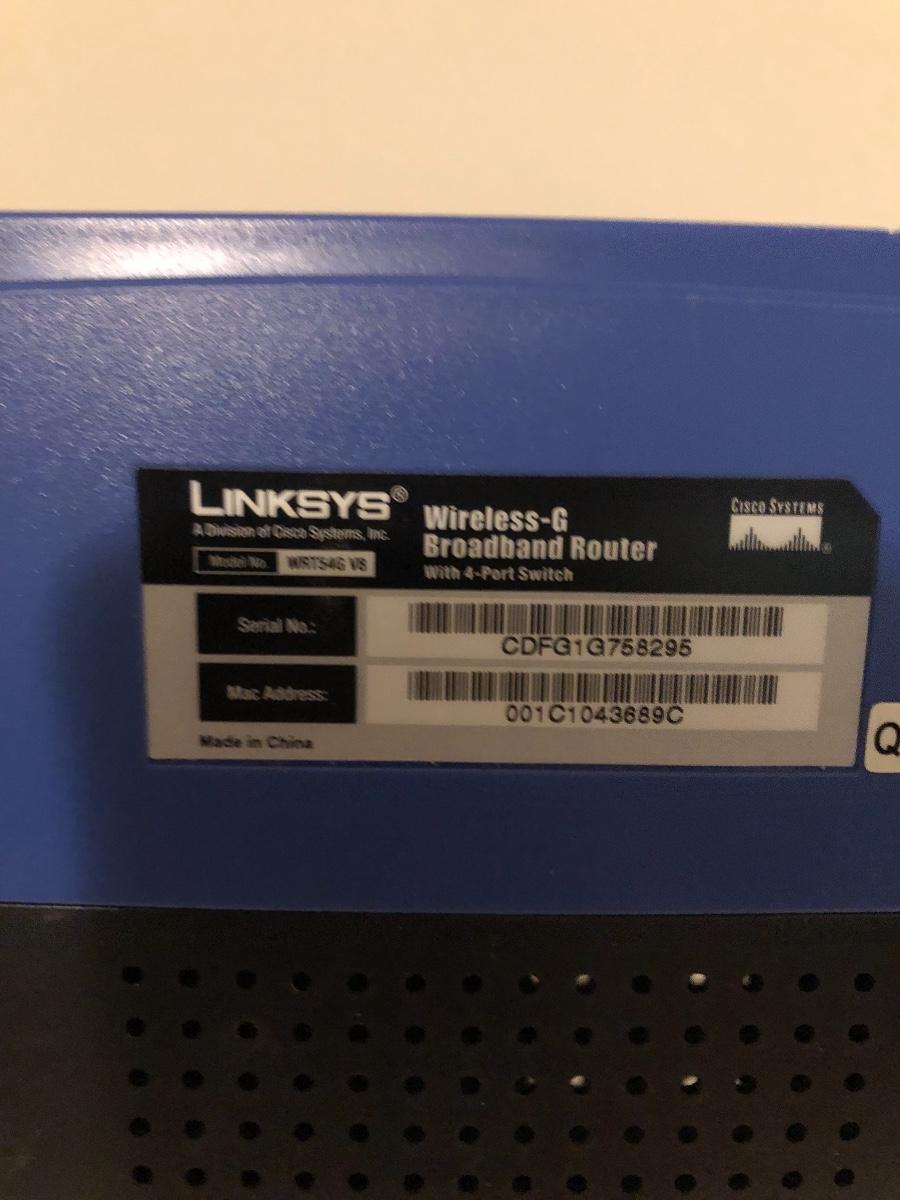 LINKSYS®
A Division of Cisco Systems, Inc.
Model No. WRT54G V8
Wireless-G
Broadband Router
With 4-Port Switch
CISCO SYSTEMS
®
Serial No.:
CDFG1G758295
Mac Address:
001C1043689C
Made in China
Q